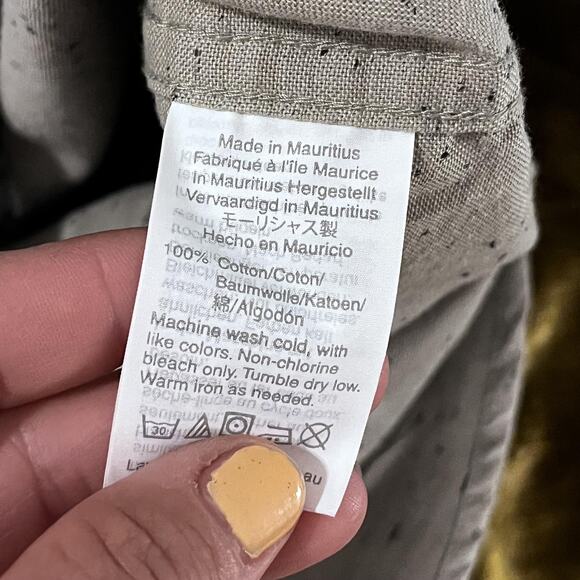 Made in Mauritius
Fabriqué à l'île Maurice
In Mauritius Hergestellt
Vervaardigd in Mauritius
モーリシャス製
Hecho en Mauricio
100% Cotton/Coton/
Baumwolle/Katoen/
綿/Algodón
Machine wash cold, with
like colors. Non-chlorine
bleach only. Tumble dry low.
Warm Iron as needed.
30